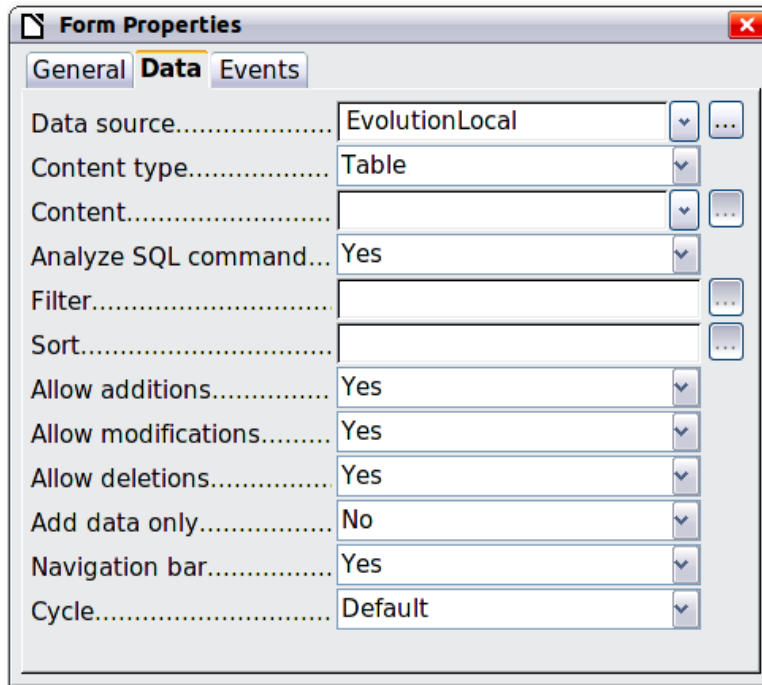 Form Properties
General Data Events
Data source..................... EvolutionLocal ...
Content type................... Table
Content........................... ...
Analyze SQL command... Yes
Filter................................ ...
Sort.................................. ...
Allow additions............... Yes
Allow modifications......... Yes
Allow deletions................ Yes
Add data only.................. No
Navigation bar................. Yes
Cycle............................... Default